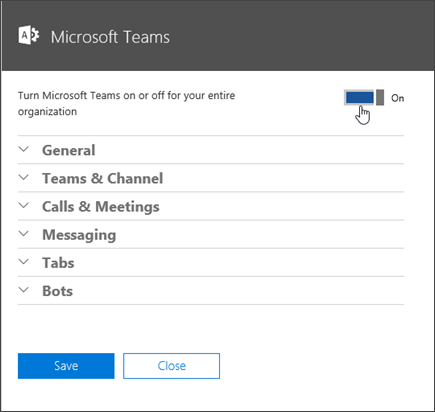 Microsoft Teams
Turn Microsoft Teams on or off for your entire
organization
On
General
Teams & Channel
Calls & Meetings
Messaging
Tabs
Bots
Save
Close